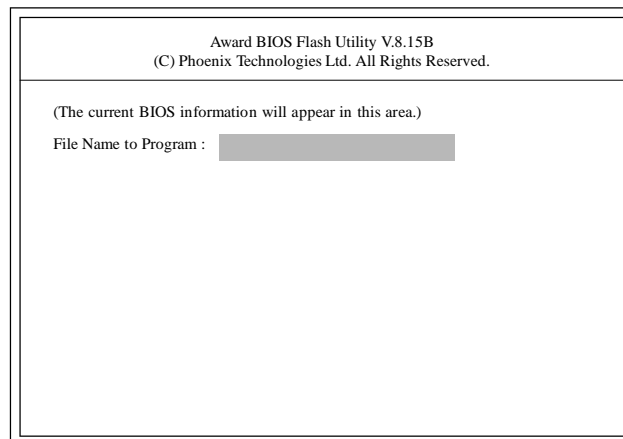 Award BIOS Flash Utility V.8.15B
(C) Phoenix Technologies Ltd. All Rights Reserved.
(The current BIOS information will appear in this area.)
File Name to Program :